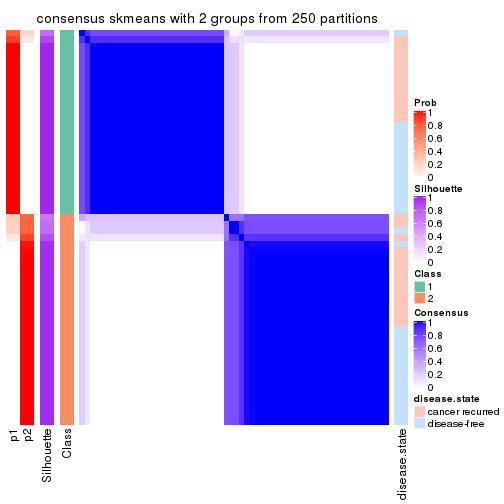 consensus skmeans with 2 groups from 250 partitions
Prob
1
0.8
0.6
0.4
0.2
0
Silhouette
1
0.8
0.6
0.4
0.2
0
Class
1
2
Consensus
1
0.8
0.6
0.4
0.2
0
disease.state
cancer recurred
disease-free
p1
p2
Silhouette
Class
disease.state